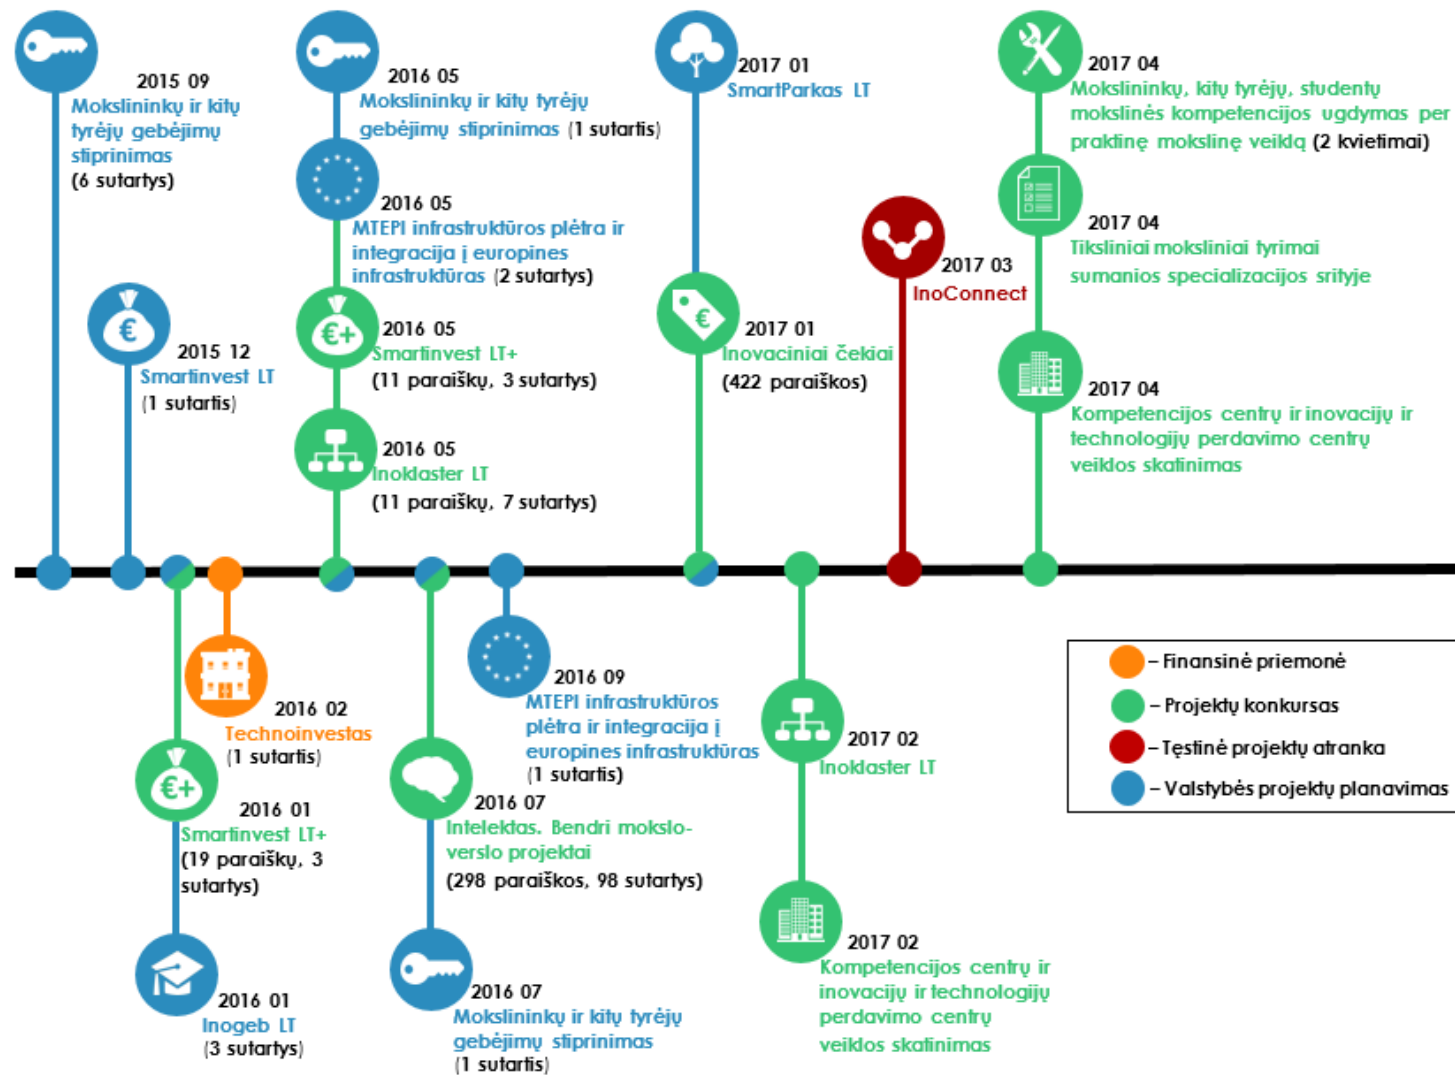 2015 09
Mokslininkų ir kitų
tyrėjų gebėjimų
stiprinimas
(6 sutartys)
2015 12
Smartinvest LT
(1 sutartis)
2016 05
Mokslininkų ir kitų tyrėjų
gebėjimų stiprinimas (1 sutartis)
2016 05
MTEPI infrastruktūros plėtra ir
integracija į europines
infrastruktūras (2 sutartys)
2016 05
Smartinvest LT+
(11 paraiškų, 3 sutartys)
2016 05
Inoklaster LT
(11 paraiškų, 7 sutartys)
2017 01
SmartParkas LT
2017 01
Inovaciniai čekiai
(422 paraiškos)
2017 03
InoConnect
2017 04
Mokslininkų, kitų tyrėjų, studentų
mokslinės kompetencijos ugdymas per
praktinę mokslinę veiklą (2 kvietimai)
2017 04
Tiksliniai moksliniai tyrimai
sumanios specializacijos srityje
2017 04
Kompetencijos centrų ir inovacijų ir
technologijų perdavimo centrų
veiklos skatinimas
2016 02
Technoinvestas
(1 sutartis)
2016 01
Smartinvest LT+
(19 paraiškų, 3
sutartys)
2016 01
Inogeb LT
(3 sutartys)
2016 09
MTEPI infrastruktūros
plėtra ir integracija į
europines infrastruktūras
(1 sutartis)
2016 07
Intelektas. Bendri mokslo-
verslo projektai
(298 paraiškos, 98 sutartys)
2016 07
Mokslininkų ir kitų tyrėjų
gebėjimų stiprinimas
(1 sutartis)
2017 02
Inoklaster LT
2017 02
Kompetencijos centrų ir
inovacijų ir technologijų
perdavimo centrų
veiklos skatinimas
– Finansinė priemonė
– Projektų konkursas
– Tęstinė projektų atranka
– Valstybės projektų planavimas
€
€+
€
€+